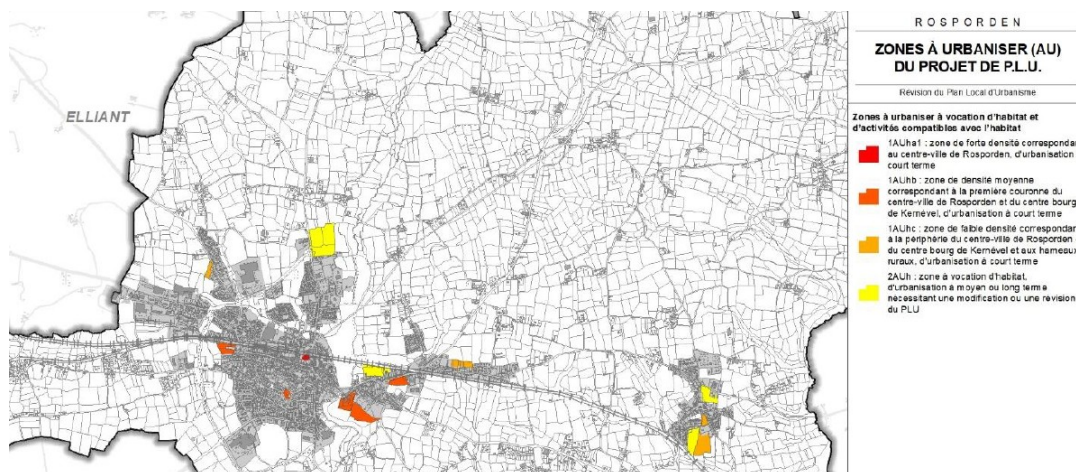 ELLIANT
ROSPORDEN
ZONES À URBANISER (AU)
DU PROJET DE P.L.U.
Révision du Plan Local d'Urbanisme
Zones à urbaniser à vocation d'habitat et
d'activités compatibles avec l'habitat
1AUha1 : zone de forte densité correspondan
au centre-ville de Rosporden, d'urbanisation
court terme
1AUhb : zone de densité moyenne
correspondant à la première couronne du
centre-ville de Rosporden et du centre bourg
de Kernével, d'urbanisation à court terme
1AUhc : zone de faible densité correspondan
à la périphérie du centre-ville de Rosporden
du centre bourg de Kernével et aux hameaux
ruraux, d'urbanisation à court terme
2AUh : zone à vocation d'habitat,
d'urbanisation à moyen ou long terme
nécessitant une modification ou une révision
du PLU